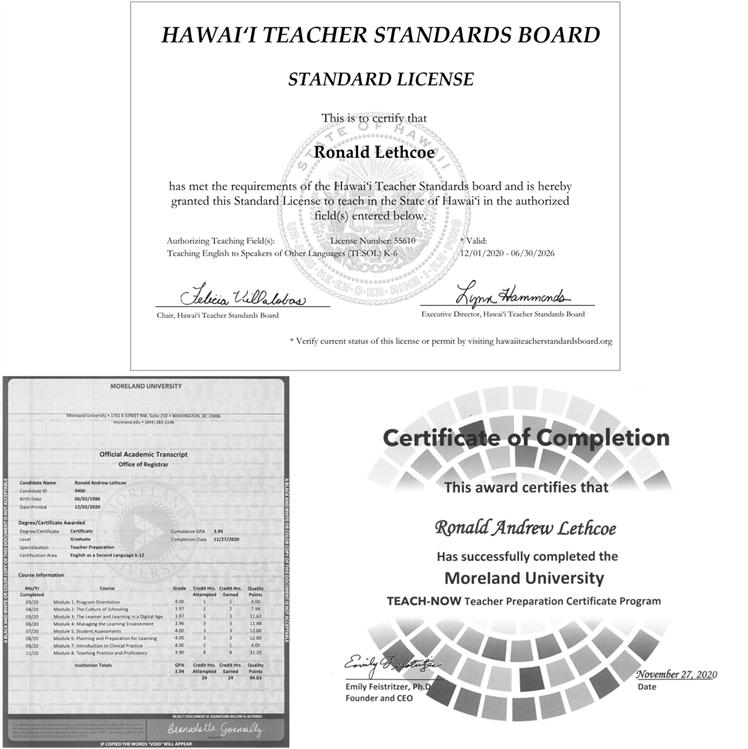 HAWAIʻI TEACHER STANDARDS BOARD
STANDARD LICENSE
This is to certify that
Ronald Lethcoe
has met the requirements of the Hawaiʻi Teacher Standards board and is hereby
granted this Standard License to teach in the State of Hawaiʻi in the authorized
field(s) entered below.
Authorizing Teaching Field(s): License Number: 55610 * Valid:
Teaching English to Speakers of Other Languages (TESOL) K-6 12/01/2020 - 06/30/2026
Felicia Villalobos Lynn Hammonds
Chair, Hawaiʻi Teacher Standards Board Executive Director, Hawaiʻi Teacher Standards Board
* Verify current status of this license or permit by visiting hawaiiteacherstandardsboard.org
STATE OF HAWAII
MORELAND UNIVERSITY
Moreland University • 1701 K STREET NW, Suite 250 • WASHINGTON, DC 20006
moreland.edu • (844) 283-2246
Official Academic Transcript
Office of Registrar
Candidate Name Ronald Andrew Lethcoe
Candidate ID 9406
Birth Date 06/02/1986
Date Printed 12/02/2020
Degree/Certificate Awarded
Degree/Certificate Certificate Cumulative GPA 3.94
Level Graduate Completion Date 11/27/2020
Specialization Teacher Preparation
Certification Area English as a Second Language k-12
Course Information
Mo/Yr Completed Course Grade Credit Hrs. Attempted Credit Hrs. Earned Quality Points
03/20 Module 1: Program Orientation 4.00 1 1 4.00
04/20 Module 2: The Culture of Schooling 3.97 2 2 7.94
05/20 Module 3: The Learner and Learning in a Digital Age 3.87 3 3 11.61
06/20 Module 4: Managing the Learning Environment 3.96 3 3 11.88
07/20 Module 5: Student Assessments 4.00 3 3 12.00
08/20 Module 6: Planning and Preparation for Learning 4.00 3 3 12.00
09/20 Module 7: Introduction to Clinical Practice 4.00 1 1 4.00
11/20 Module 8: Teaching Practice and Proficiency 3.90 8 8 31.20
Institution Totals GPA Credit Hrs. Attempted Credit Hrs. Earned Quality Points
3.94 24 24 94.63
REJECT DOCUMENT IF SIGNATURE BELOW IS ALTERED
IF COPIED THE WORDS "VOID" WILL APPEAR
Certificate of Completion
This award certifies that
Ronald Andrew Lethcoe
Has successfully completed the
Moreland University
TEACH-NOW Teacher Preparation Certificate Program
Emily Feistritzer, Ph.D. November 27, 2020
Founder and CEO Date